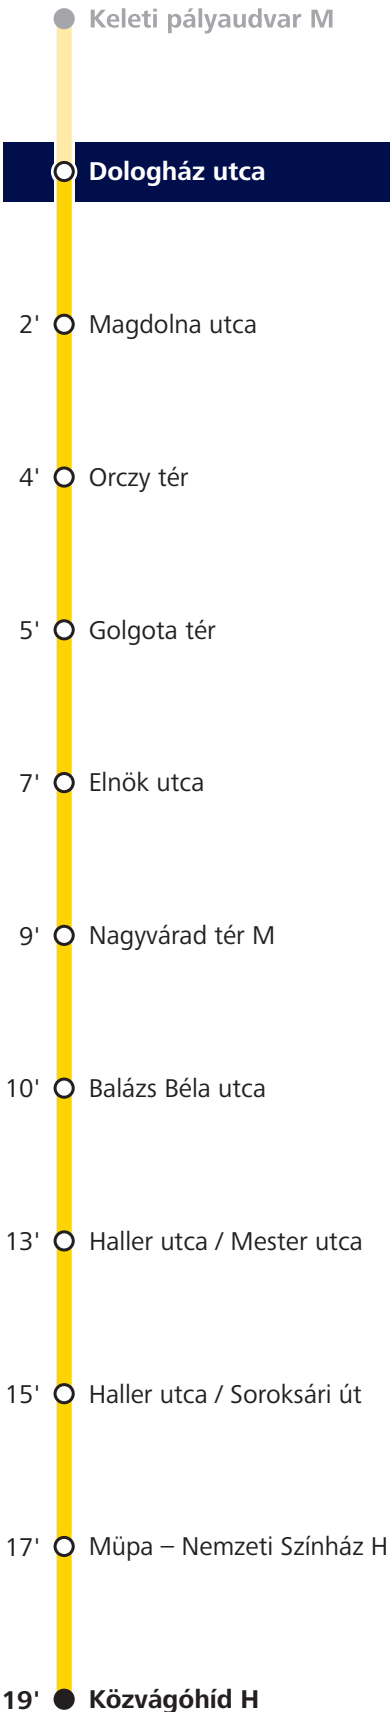 Keleti pályaudvar M
Dologház utca
2' Magdolna utca
4' Orczy tér
5' Golgota tér
7' Elnök utca
9' Nagyvárad tér M
10' Balázs Béla utca
13' Haller utca / Mester utca
15' Haller utca / Soroksári út
17' Müpa – Nemzeti Színház H
19' Közvágóhíd H